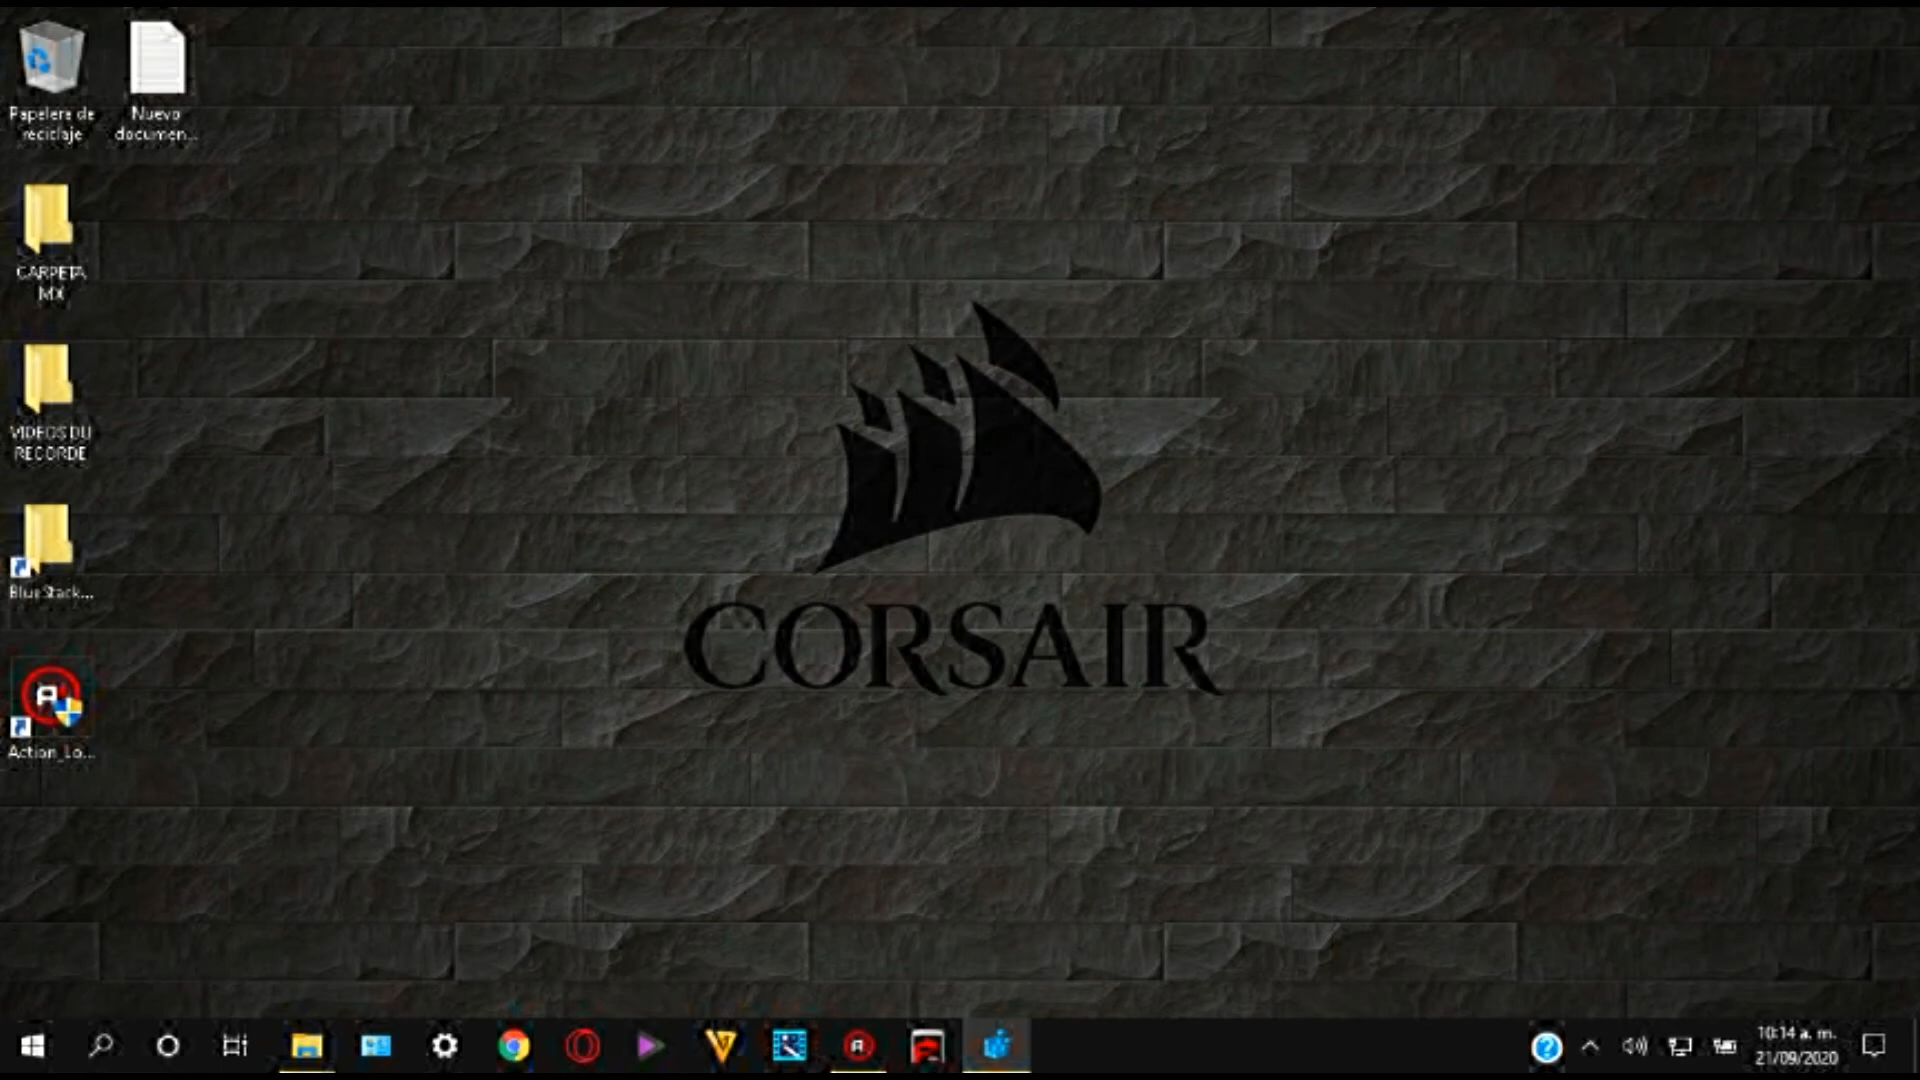 Papelera de
reciclaje
Nuevo
documen...
CARPETA
MX
VIDEOS DU
RECORDE
BlueStack...
Action_Lo...
CORSAIR
10:14 a. m.
21/09/2020